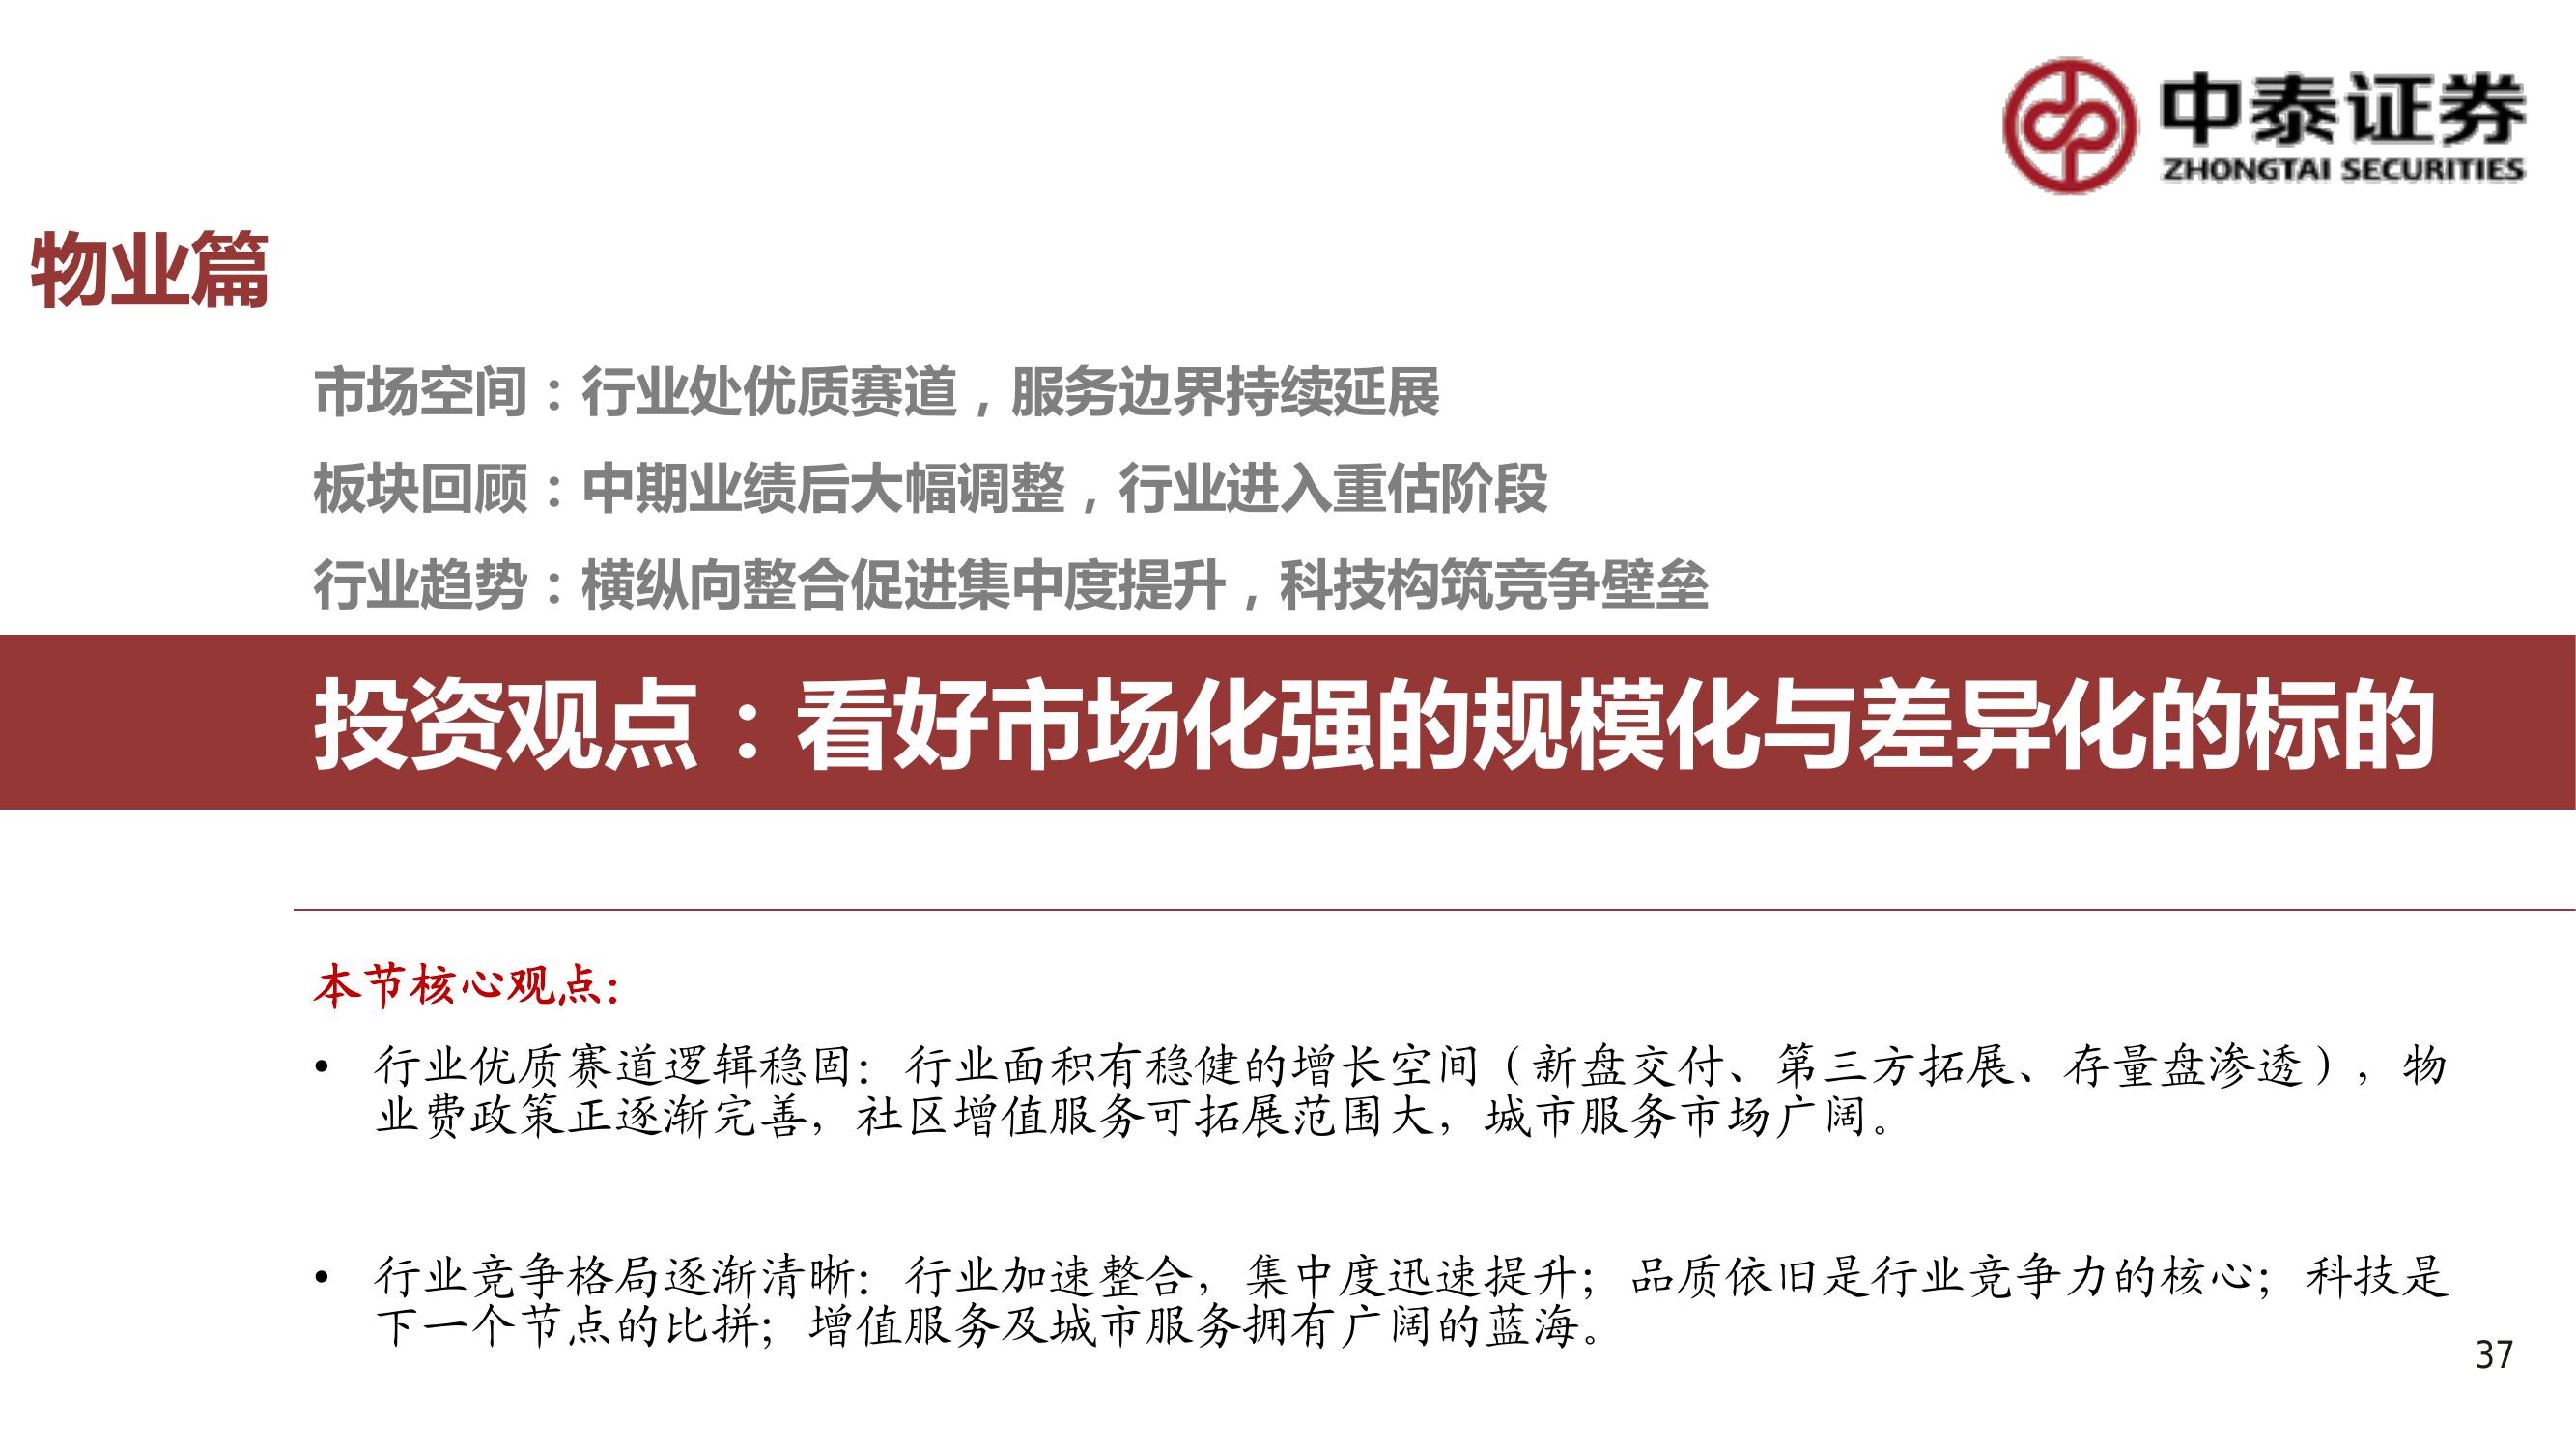 中泰证券
ZHONGTAI SECURITIES
物业篇
市场空间：行业处优质赛道，服务边界持续延展
板块回顾：中期业绩后大幅调整，行业进入重估阶段
行业趋势：横纵向整合促进集中度提升，科技构筑竞争壁垒
投资观点：看好市场化强的规模化与差异化的标的
本节核心观点：
• 行业优质赛道逻辑稳固：行业面积有稳健的增长空间（新盘交付、第三方拓展、存量盘渗透），物
业费政策正逐渐完善，社区增值服务可拓展范围大，城市服务市场广阔。
• 行业竞争格局逐渐清晰：行业加速整合，集中度迅速提升；品质依旧是行业竞争力的核心；科技是
下一个节点的比拼；增值服务及城市服务拥有广阔的蓝海。
37